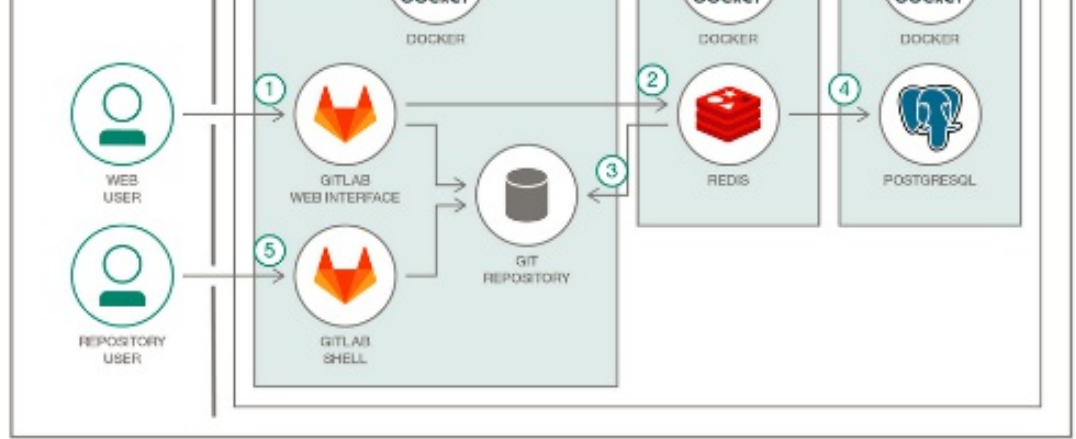 DOCKER
DOCKER
DOCKER
1
2
4
WEB
USER
GITLAB
WEB INTERFACE
3
REDIS
POSTGRESQL
5
GIT
REPOSITORY
REPOSITORY
USER
GITLAB
SHELL